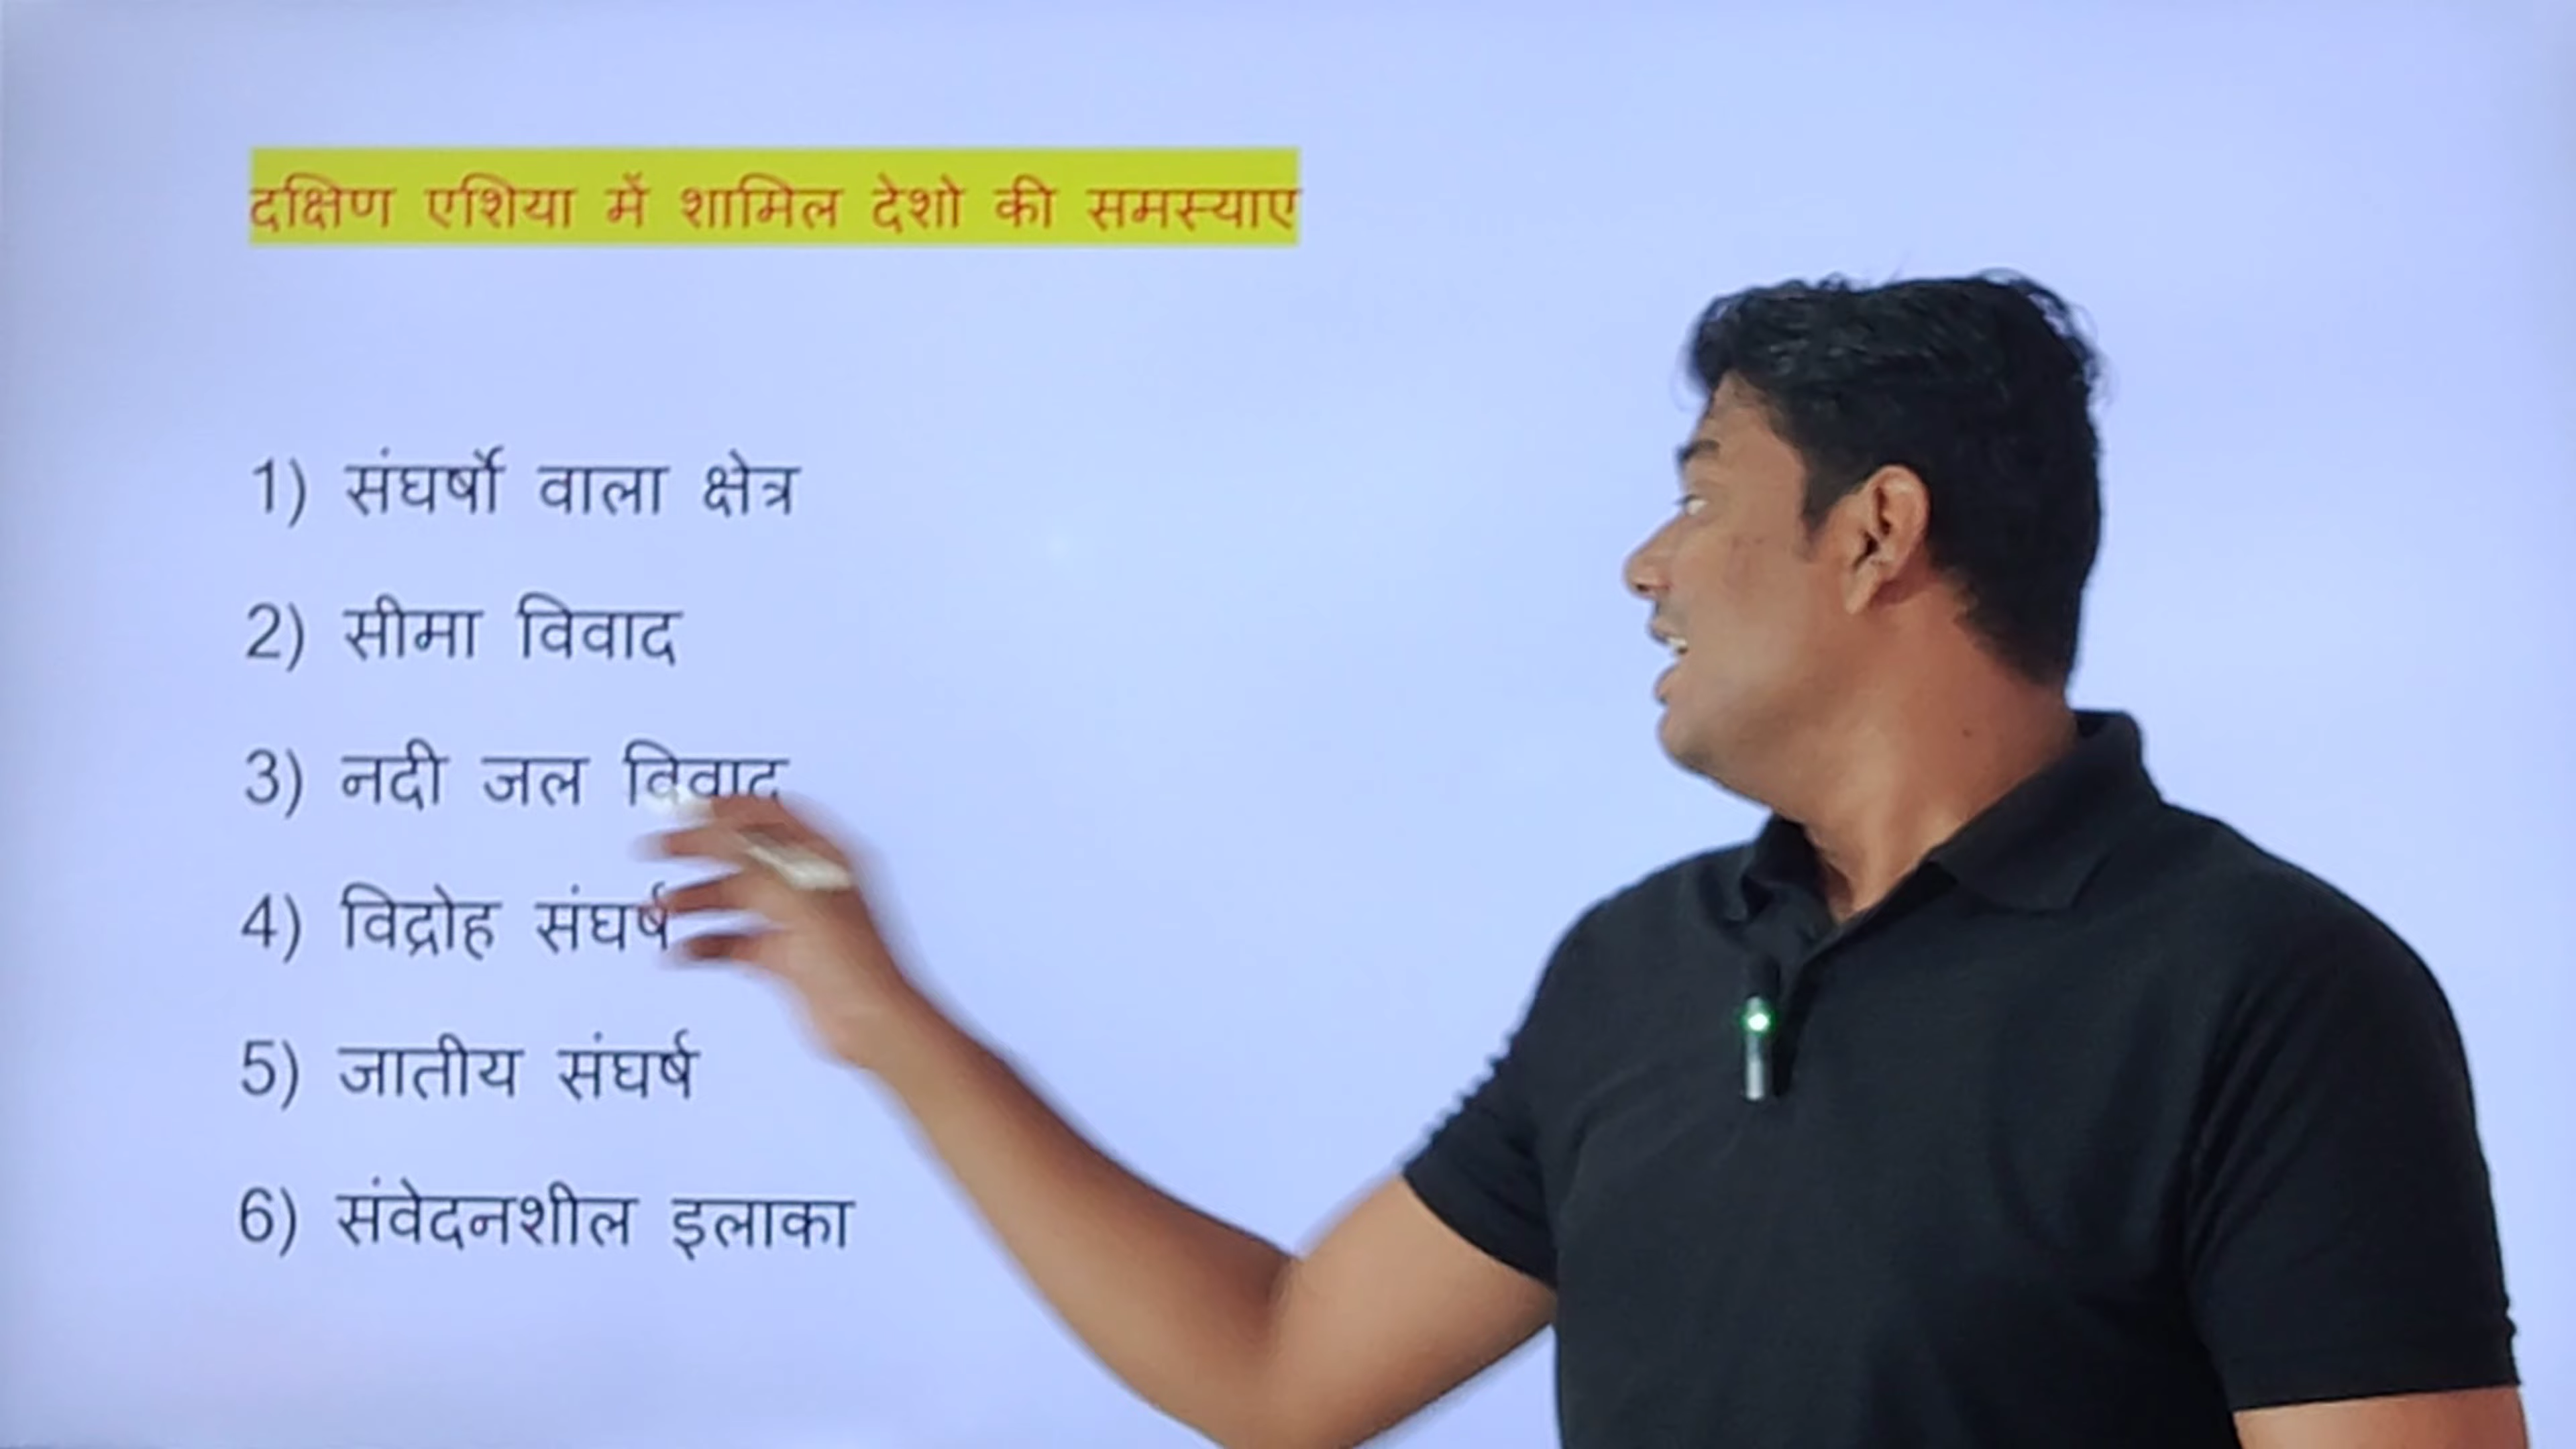 दक्षिण एशिया में शामिल देशो की समस्याए
1) संघर्षो वाला क्षेत्र
2) सीमा विवाद
3) नदी जल विवाद
4) विद्रोह संघर्ष
5) जातीय संघर्ष
6) संवेदनशील इलाका